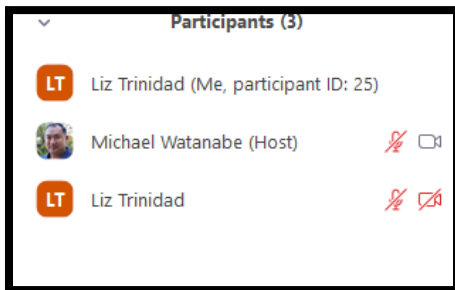 Participants (3)
LT Liz Trinidad (Me, participant ID: 25)
Michael Watanabe (Host)
LT Liz Trinidad